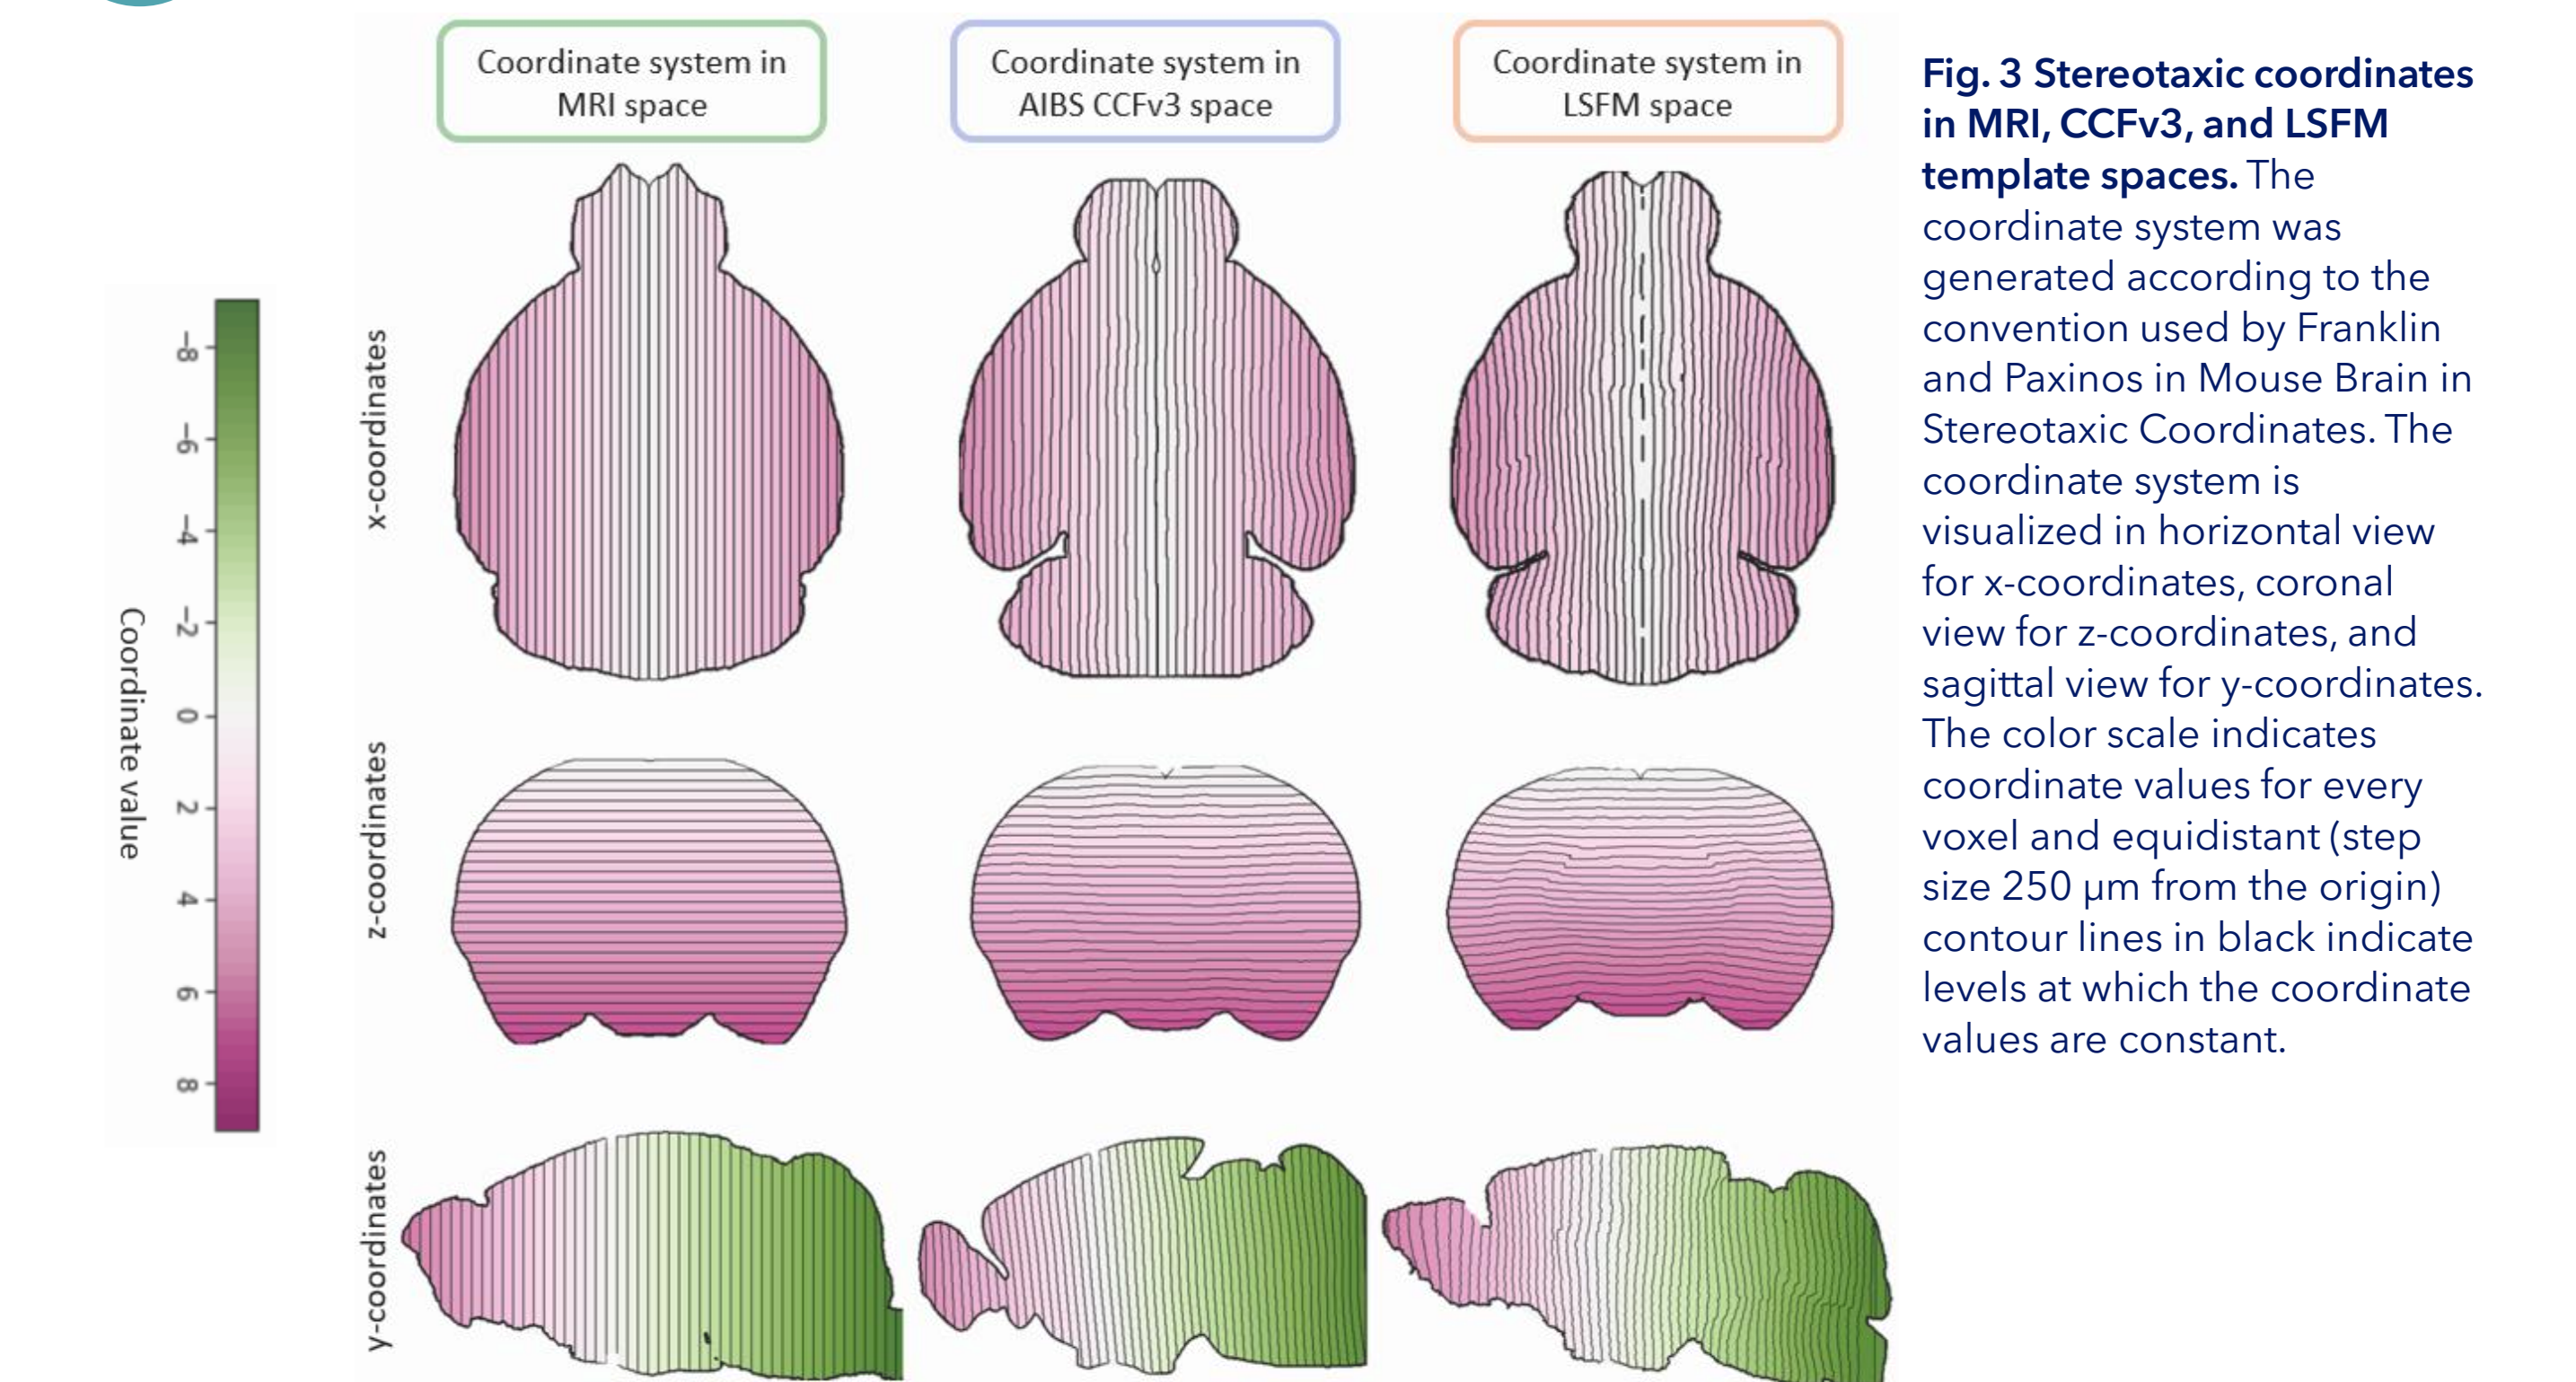 Coordinate system in
MRI space
Coordinate system in
AIBS CCFv3 space
Coordinate system in
LSFM space
Coordinate value
-8
-6
-4
-2
0
2
4
6
8
x-coordinates
z-coordinates
y-coordinates
Fig. 3 Stereotaxic coordinates
in MRI, CCFv3, and LSFM
template spaces. The
coordinate system was
generated according to the
convention used by Franklin
and Paxinos in Mouse Brain in
Stereotaxic Coordinates. The
coordinate system is
visualized in horizontal view
for x-coordinates, coronal
view for z-coordinates, and
sagittal view for y-coordinates.
The color scale indicates
coordinate values for every
voxel and equidistant (step
size 250 μm from the origin)
contour lines in black indicate
levels at which the coordinate
values are constant.